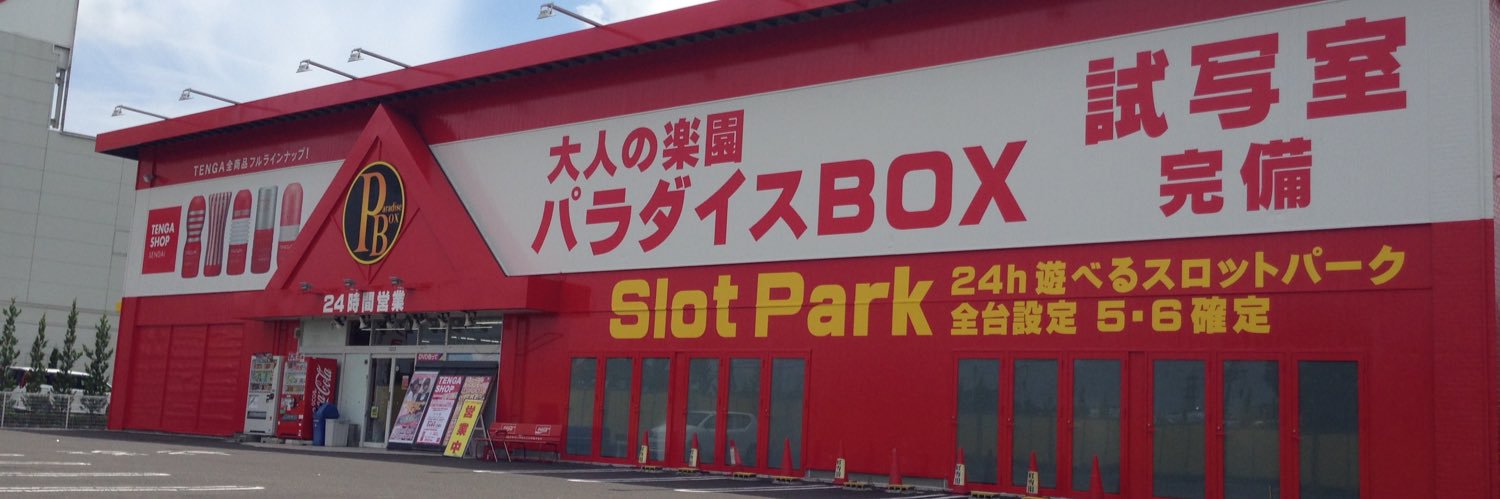 TENGA全商品フルラインナップ!
TENGA
SHOP
SENDAI
Paradise
Box
24時間営業
大人の楽園
パラダイスBOX
試写室
完備
Slot Park
24h遊べるスロットパーク
全台設定 5・6確定
Coca-Cola
TENGA
SHOP
営業中